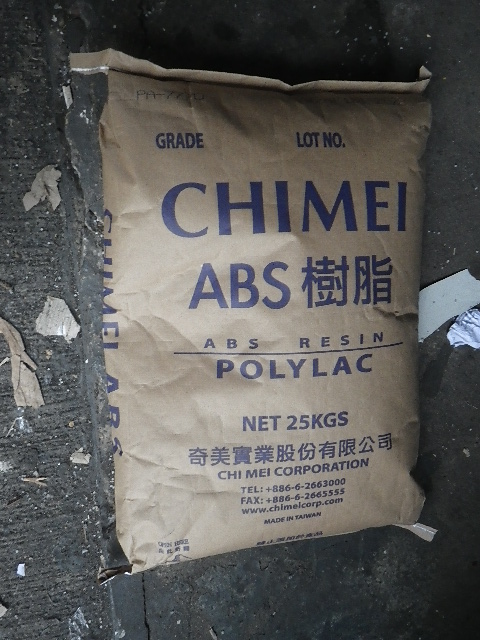 GRADE LOT NO.
CHIMEI
ABS 樹脂
ABS RESIN
POLYLAC
NET 25KGS
奇美實業股份有限公司
CHI MEI CORPORATION
TEL: +886-6-2663000
FAX: +886-6-2665555
www.chimeicorp.com
MADE IN TAIWAN
CHIMEI ABS